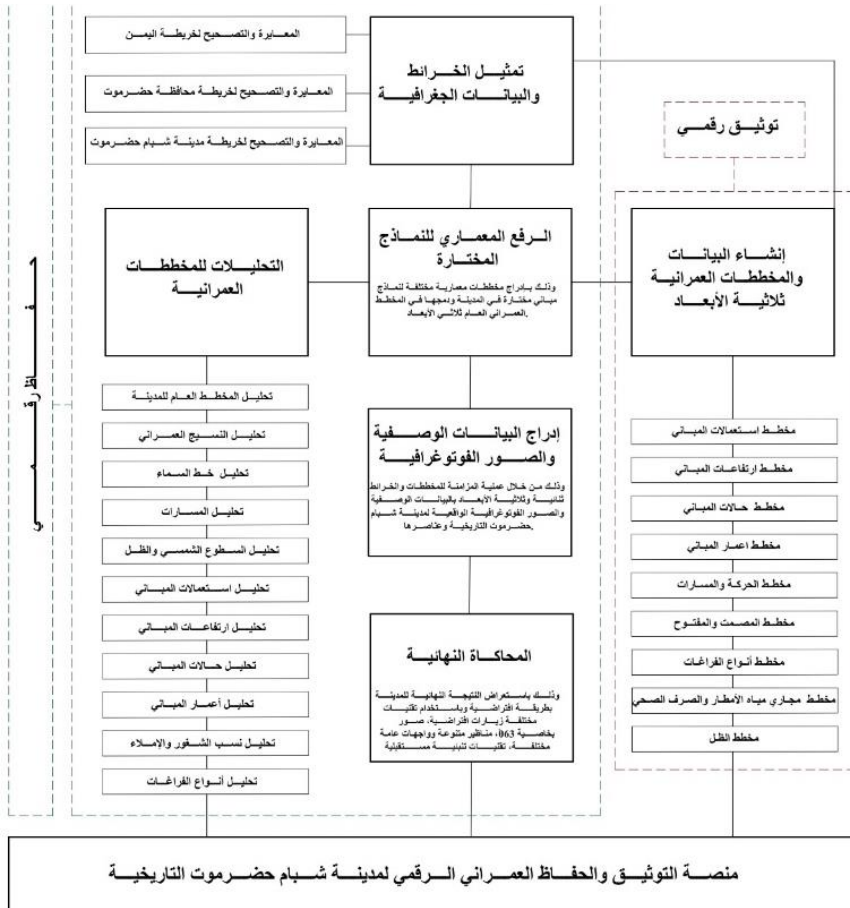 المعايرة والتصحيح لخريطة اليمن
المعايرة والتصحيح لخريطة محافظة حضرموت
المعايرة والتصحيح لخريطة مدينة شبام حضرموت
تمثيل الخرائط
والبيانات الجغرافية
توثيق رقمي
إنشاء البيانات
والمخططات العمرانية
ثلاثية الأبعاد
الرفع المعماري للنماذج
المختارة
وذلك بإدراج مخططات معمارية مختلفة لنماذج
مباني مختارة في المدينة ودمجها في المخطط
العمراني العام ثلاثي الأبعاد.
التحليلات للمخططات
العمرانية
حفاظ رقمي
مخطط استعمالات المباني
مخطط ارتفاعات المباني
مخطط حالات المباني
مخطط اعمار المباني
مخطط الحركة والمسارات
مخطط المصمت والمفتوح
مخطط أنواع الفراغات
مخطط مجاري مياه الأمطار والصرف الصحي
مخطط الظل
إدراج البيانات الوصفية
والصور الفوتوغرافية
وذلك من خلال عملية المزامنة للمخططات والخرائط
ثنائية وثلاثية الأبعاد بالبيانات الوصفية
والصور الفوتوغرافية الواقعية لمدينة شبام
حضرموت التاريخية وعناصرها.
المحاكاة النهائية
وذلك باستعراض النتيجة النهائية للمدينة
بطريقة افتراضية وباستخدام تقنيات
مختلفة زيارات افتراضية، صور
بخاصية 063، مناظير متنوعة وواجهات عامة
مختلفة، تقنيات تلبنية مستقبلية
تحليل المخطط العام للمدينة
تحليل النسيج العمراني
تحليل خط السماء
تحليل المسارات
تحليل السطوع الشمسي والظل
تحليل استعمالات المباني
تحليل ارتفاعات المباني
تحليل حالات المباني
تحليل أعمار المباني
تحليل نسب الشغور والإملاء
تحليل أنواع الفراغات
منصة التوثيق والحفاظ العمراني الرقمي لمدينة شبام حضرموت التاريخية